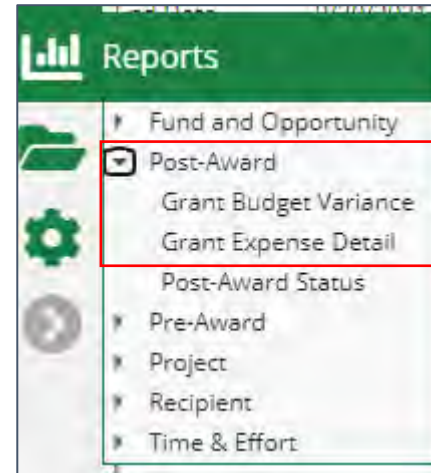 Reports
Fund and Opportunity
Post-Award
Grant Budget Variance
Grant Expense Detail
Post-Award Status
Pre-Award
Project
Recipient
Time & Effort